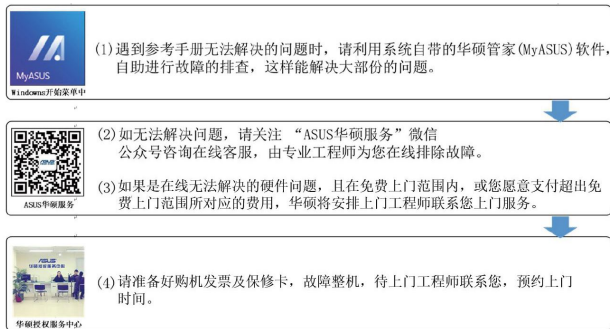 MyASUS
Windowns开始菜单中
(1)遇到参考手册无法解决的问题时，请利用系统自带的华硕管家(MyASUS)软件，
自助进行故障的排查，这样能解决大部份的问题。
ASUS华硕服务
(2)如无法解决问题，请关注 “ASUS华硕服务”微信
公众号咨询在线客服，由专业工程师为您在线排除故障。
(3)如果是在线无法解决的硬件问题，且在免费上门范围内，或您愿意支付超出免
费上门范围所对应的费用，华硕将安排上门工程师联系您上门服务。
ASUS
华硕授权服务中心
(4)请准备好购机发票及保修卡，故障整机，待上门工程师联系您，预约上门
时间。